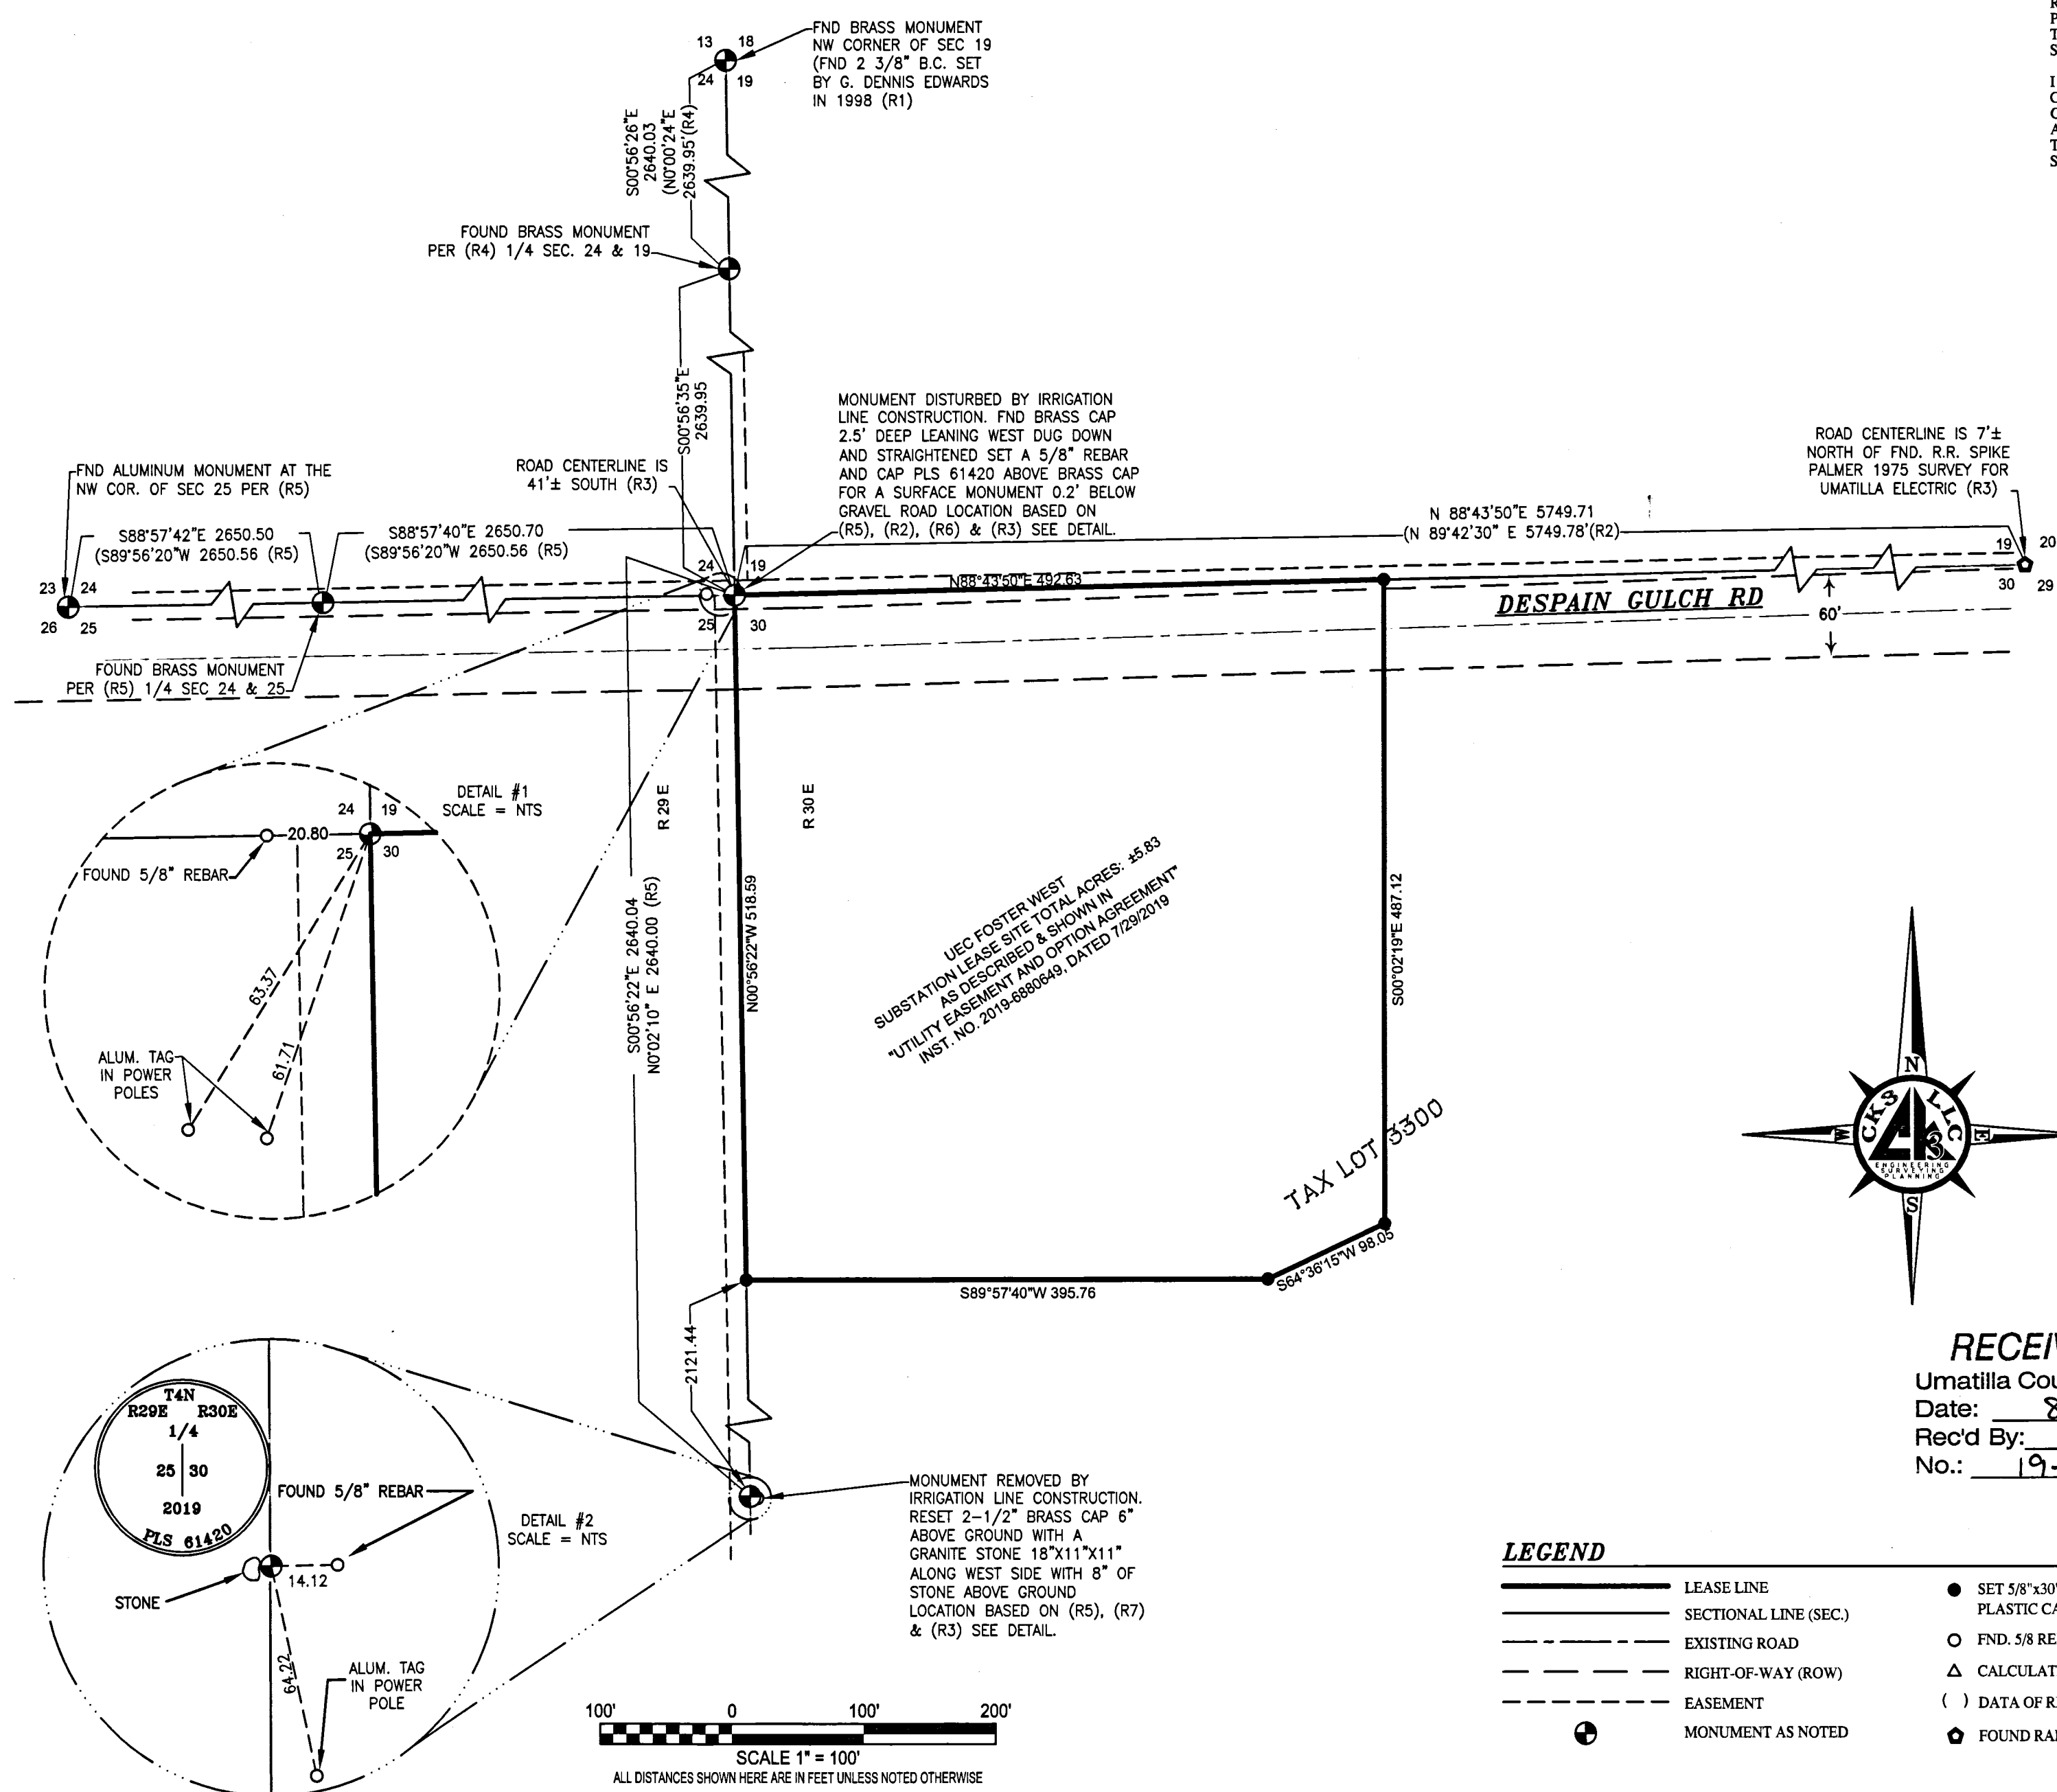 FND BRASS MONUMENT
NW CORNER OF SEC 19
(FND 2 3/8" B.C. SET
BY G. DENNIS EDWARDS
IN 1998 (R1)
13 18
24 19
S00°56'26"E
2640.03
(N0°00'24"E
2639.95'(R4)
FOUND BRASS MONUMENT
PER (R4) 1/4 SEC. 24 & 19
S00°56'35"E
2639.95
MONUMENT DISTURBED BY IRRIGATION
LINE CONSTRUCTION. FND BRASS CAP
2.5' DEEP LEANING WEST DUG DOWN
AND STRAIGHTENED SET A 5/8" REBAR
AND CAP PLS 61420 ABOVE BRASS CAP
FOR A SURFACE MONUMENT 0.2' BELOW
GRAVEL ROAD LOCATION BASED ON
(R5), (R2), (R6) & (R3) SEE DETAIL.
ROAD CENTERLINE IS
41'± SOUTH (R3)
ROAD CENTERLINE IS 7'±
NORTH OF FND. R.R. SPIKE
PALMER 1975 SURVEY FOR
UMATILLA ELECTRIC (R3)
FND ALUMINUM MONUMENT AT THE
NW COR. OF SEC 25 PER (R5)
S88°57'42"E 2650.50
(S89°56'20"W 2650.56 (R5)
S88°57'40"E 2650.70
(S89°56'20"W 2650.56 (R5)
N 88°43'50"E 5749.71
(N 89°42'30" E 5749.78'(R2)
23 24
26 25
24 19
25 30
19 20
30 29
N88°43'50"E 492.63
DESPAIN GULCH RD
60'
FOUND BRASS MONUMENT
PER (R5) 1/4 SEC 24 & 25
DETAIL #1
SCALE = NTS
24 19
20.80
25 30
FOUND 5/8" REBAR
63.37
61.71
ALUM. TAG
IN POWER
POLES
R 29 E
R 30 E
S00°56'22"E 2640.04
N0°02'10" E 2640.00 (R5)
N00°56'22"W 518.59
UEC FOSTER WEST
SUBSTATION LEASE SITE TOTAL ACRES: ±5.83
AS DESCRIBED & SHOWN IN
"UTILITY EASEMENT AND OPTION AGREEMENT"
INST. NO. 2019-6880649, DATED 7/29/2019
S00°02'19"E 487.12
TAX LOT 3300
S64°36'15"W 98.05
S89°57'40"W 395.76
2121.44
N
W
E
S
CK3 LLC
ENGINEERING
SURVEYING
PLANNING
Umatilla
Date: 8
Rec'd By:
No.: 19-
T4N
R29E R30E
1/4
25 30
2019
PLS 61420
FOUND 5/8" REBAR
DETAIL #2
SCALE = NTS
14.12
STONE
64.22
ALUM. TAG
IN POWER
POLE
MONUMENT REMOVED BY
IRRIGATION LINE CONSTRUCTION.
RESET 2-1/2" BRASS CAP 6"
ABOVE GROUND WITH A
GRANITE STONE 18"X11"X11"
ALONG WEST SIDE WITH 8" OF
STONE ABOVE GROUND
LOCATION BASED ON (R5), (R7)
& (R3) SEE DETAIL.
100' 0 100' 200'
SCALE 1" = 100'
ALL DISTANCES SHOWN HERE ARE IN FEET UNLESS NOTED OTHERWISE
LEGEND
LEASE LINE
SECTIONAL LINE (SEC.)
EXISTING ROAD
RIGHT-OF-WAY (ROW)
EASEMENT
MONUMENT AS NOTED
SET 5/8"x30"
PLASTIC
FND. 5/8
( ) DATA OF
FOUND